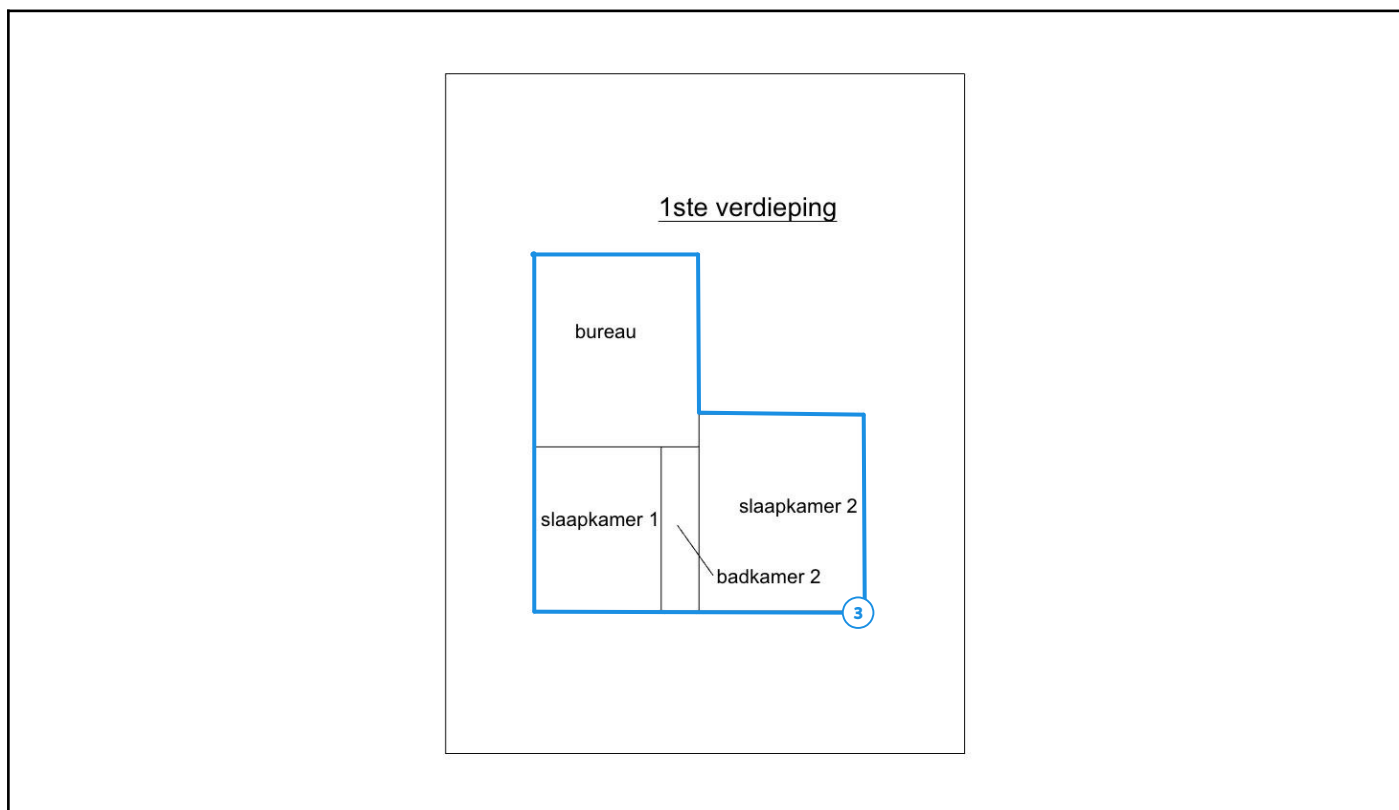 1ste verdieping
bureau
slaapkamer 1
slaapkamer 2
badkamer 2
3